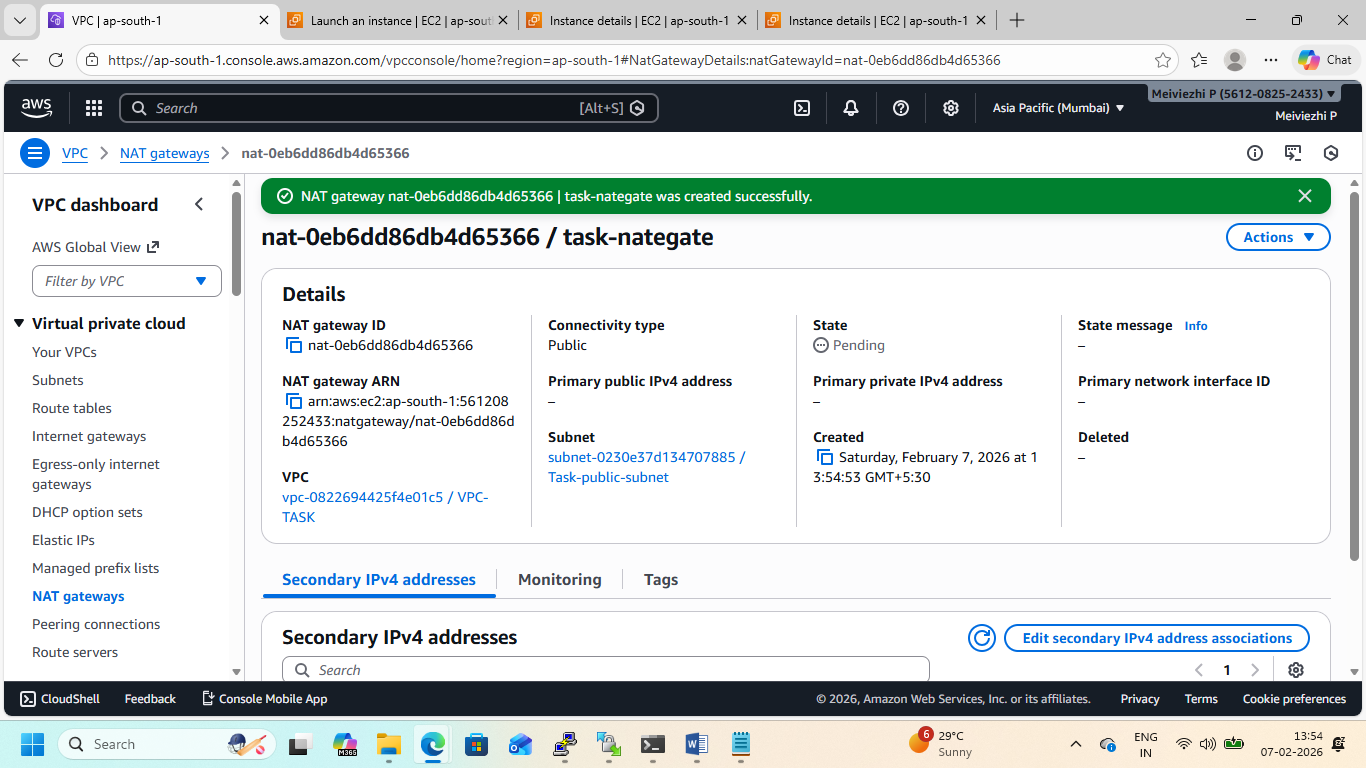 VPC | ap-south-1
Launch an instance | EC2 | ap-sout
Instance details | EC2 | ap-south-1
Instance details | EC2 | ap-south-1
https://ap-south-1.console.aws.amazon.com/vpcconsole/home?region=ap-south-1#NatGatewayDetails:natGatewayId=nat-0eb6dd86db4d65366
Chat
aws
Search
[Alt+S]
Asia Pacific (Mumbai)
Meiviezhi P (5612-0825-2433)
Meiviezhi P
VPC
NAT gateways
nat-0eb6dd86db4d65366
VPC dashboard
AWS Global View
Filter by VPC
Virtual private cloud
Your VPCs
Subnets
Route tables
Internet gateways
Egress-only internet
gateways
DHCP option sets
Elastic IPs
Managed prefix lists
NAT gateways
Peering connections
Route servers
NAT gateway nat-0eb6dd86db4d65366 | task-nategate was created successfully.
nat-0eb6dd86db4d65366 / task-nategate
Actions
Details
NAT gateway ID
nat-0eb6dd86db4d65366
NAT gateway ARN
arn:aws:ec2:ap-south-1:561208
252433:natgateway/nat-0eb6dd86d
b4d65366
VPC
vpc-0822694425f4e01c5 / VPC-
TASK
Connectivity type
Public
Primary public IPv4 address
–
Subnet
subnet-0230e37d134707885 /
Task-public-subnet
State
Pending
Primary private IPv4 address
–
Created
Saturday, February 7, 2026 at 1
3:54:53 GMT+5:30
State message Info
–
Primary network interface ID
–
Deleted
–
Secondary IPv4 addresses
Monitoring
Tags
Secondary IPv4 addresses
Edit secondary IPv4 address associations
Search
1
CloudShell
Feedback
Console Mobile App
© 2026, Amazon Web Services, Inc. or its affiliates.
Privacy
Terms
Cookie preferences
Search
M365
6
29°C
Sunny
ENG
IN
13:54
07-02-2026